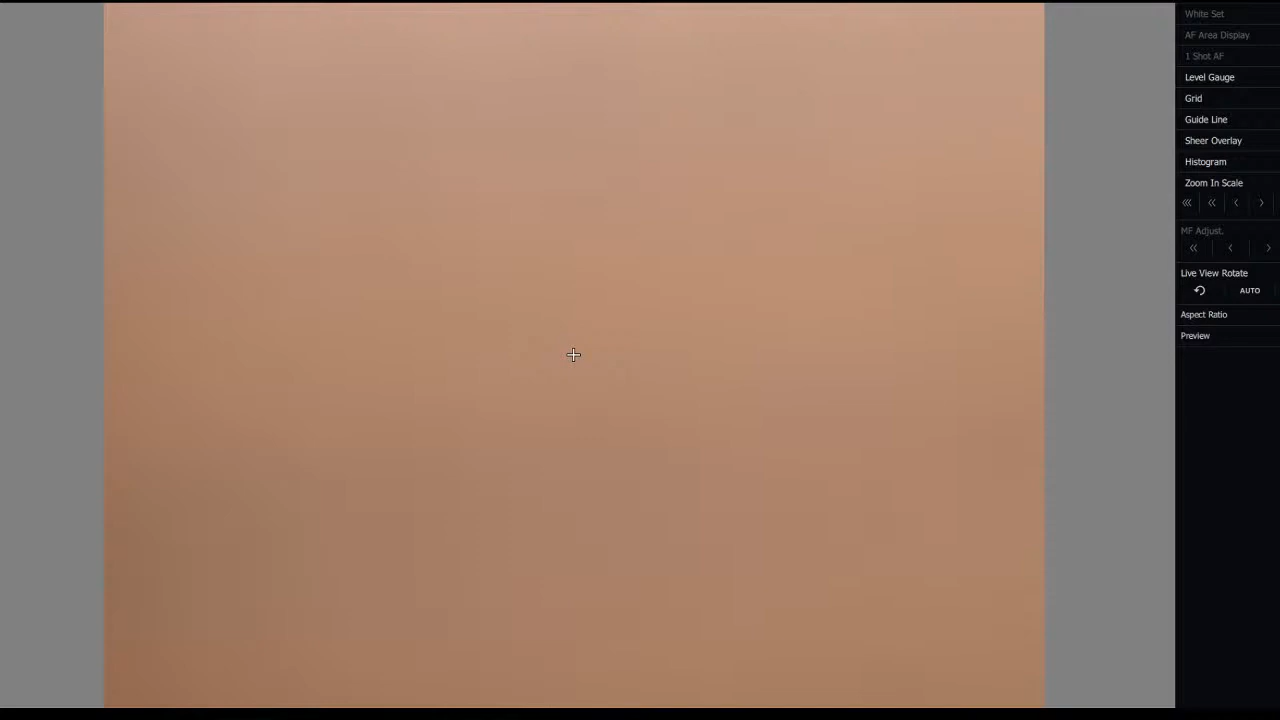 White Set
AF Area Display
1 Shot AF
Level Gauge
Grid
Guide Line
Sheer Overlay
Histogram
Zoom In Scale
MF Adjust.
Live View Rotate
AUTO
Aspect Ratio
Preview